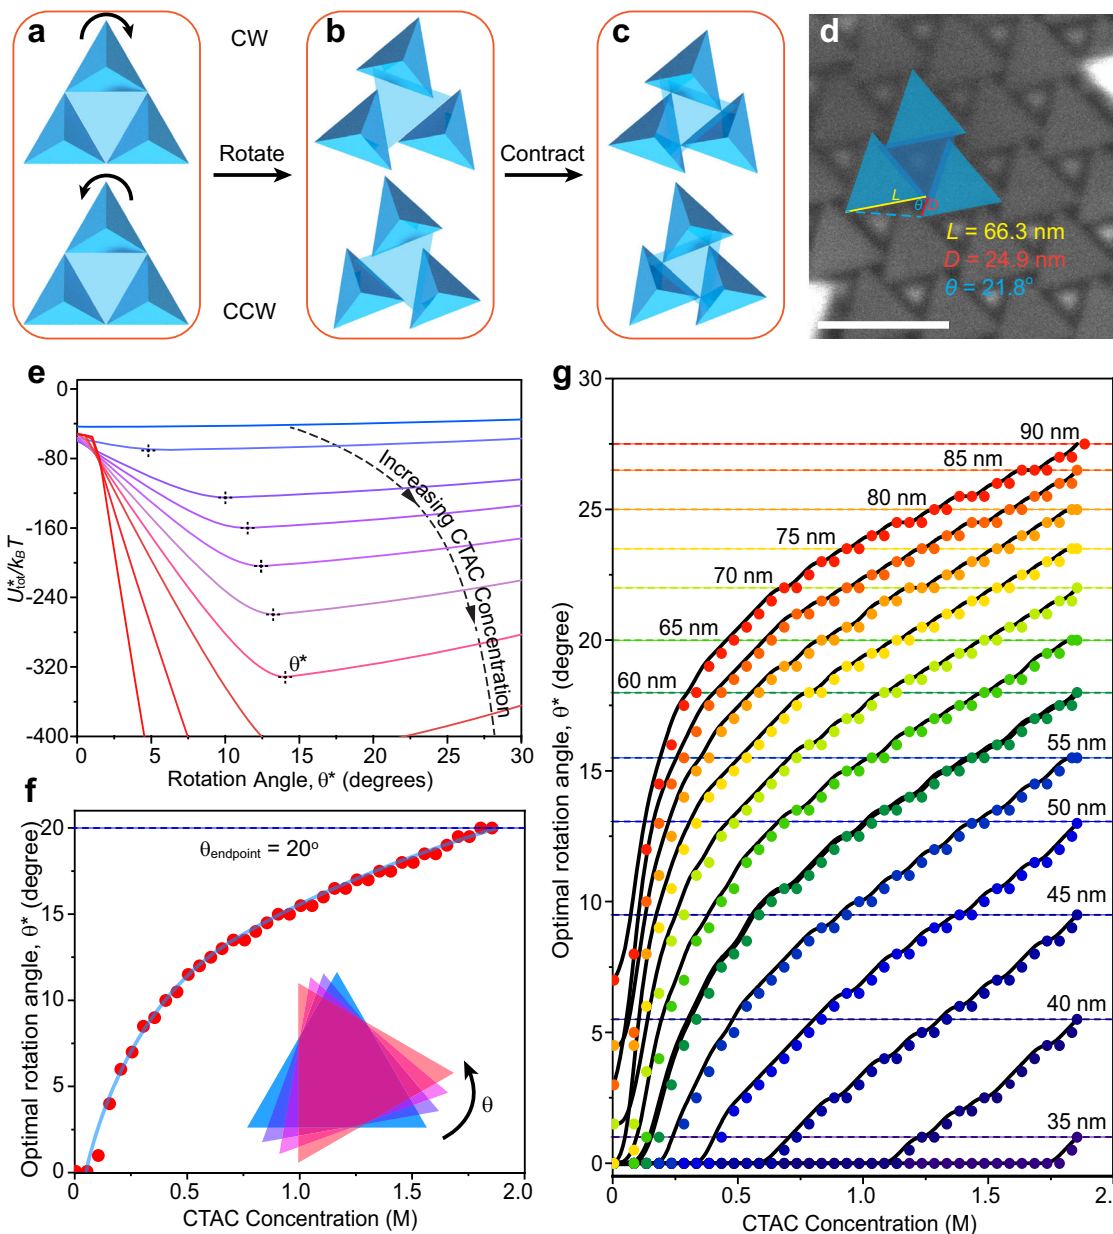 a
CW
b
c
d
Rotate
Contract
CCW
L
θ
D
L = 66.3 nm
D = 24.9 nm
θ = 21.8°
e
0
-80
-160
-240
-320
-400
U*tot/kBT
Increasing CTAC Concentration
θ*
0
5
10
15
20
25
30
Rotation Angle, θ* (degrees)
f
20
15
10
5
0
Optimal rotation angle, θ* (degree)
θendpoint = 20°
θ
0
0.5
1.0
1.5
2.0
CTAC Concentration (M)
g
30
25
20
15
10
5
0
Optimal rotation angle, θ* (degree)
90 nm
85 nm
80 nm
75 nm
70 nm
65 nm
60 nm
55 nm
50 nm
45 nm
40 nm
35 nm
0
0.5
1.0
1.5
2.
CTAC Concentration (M)